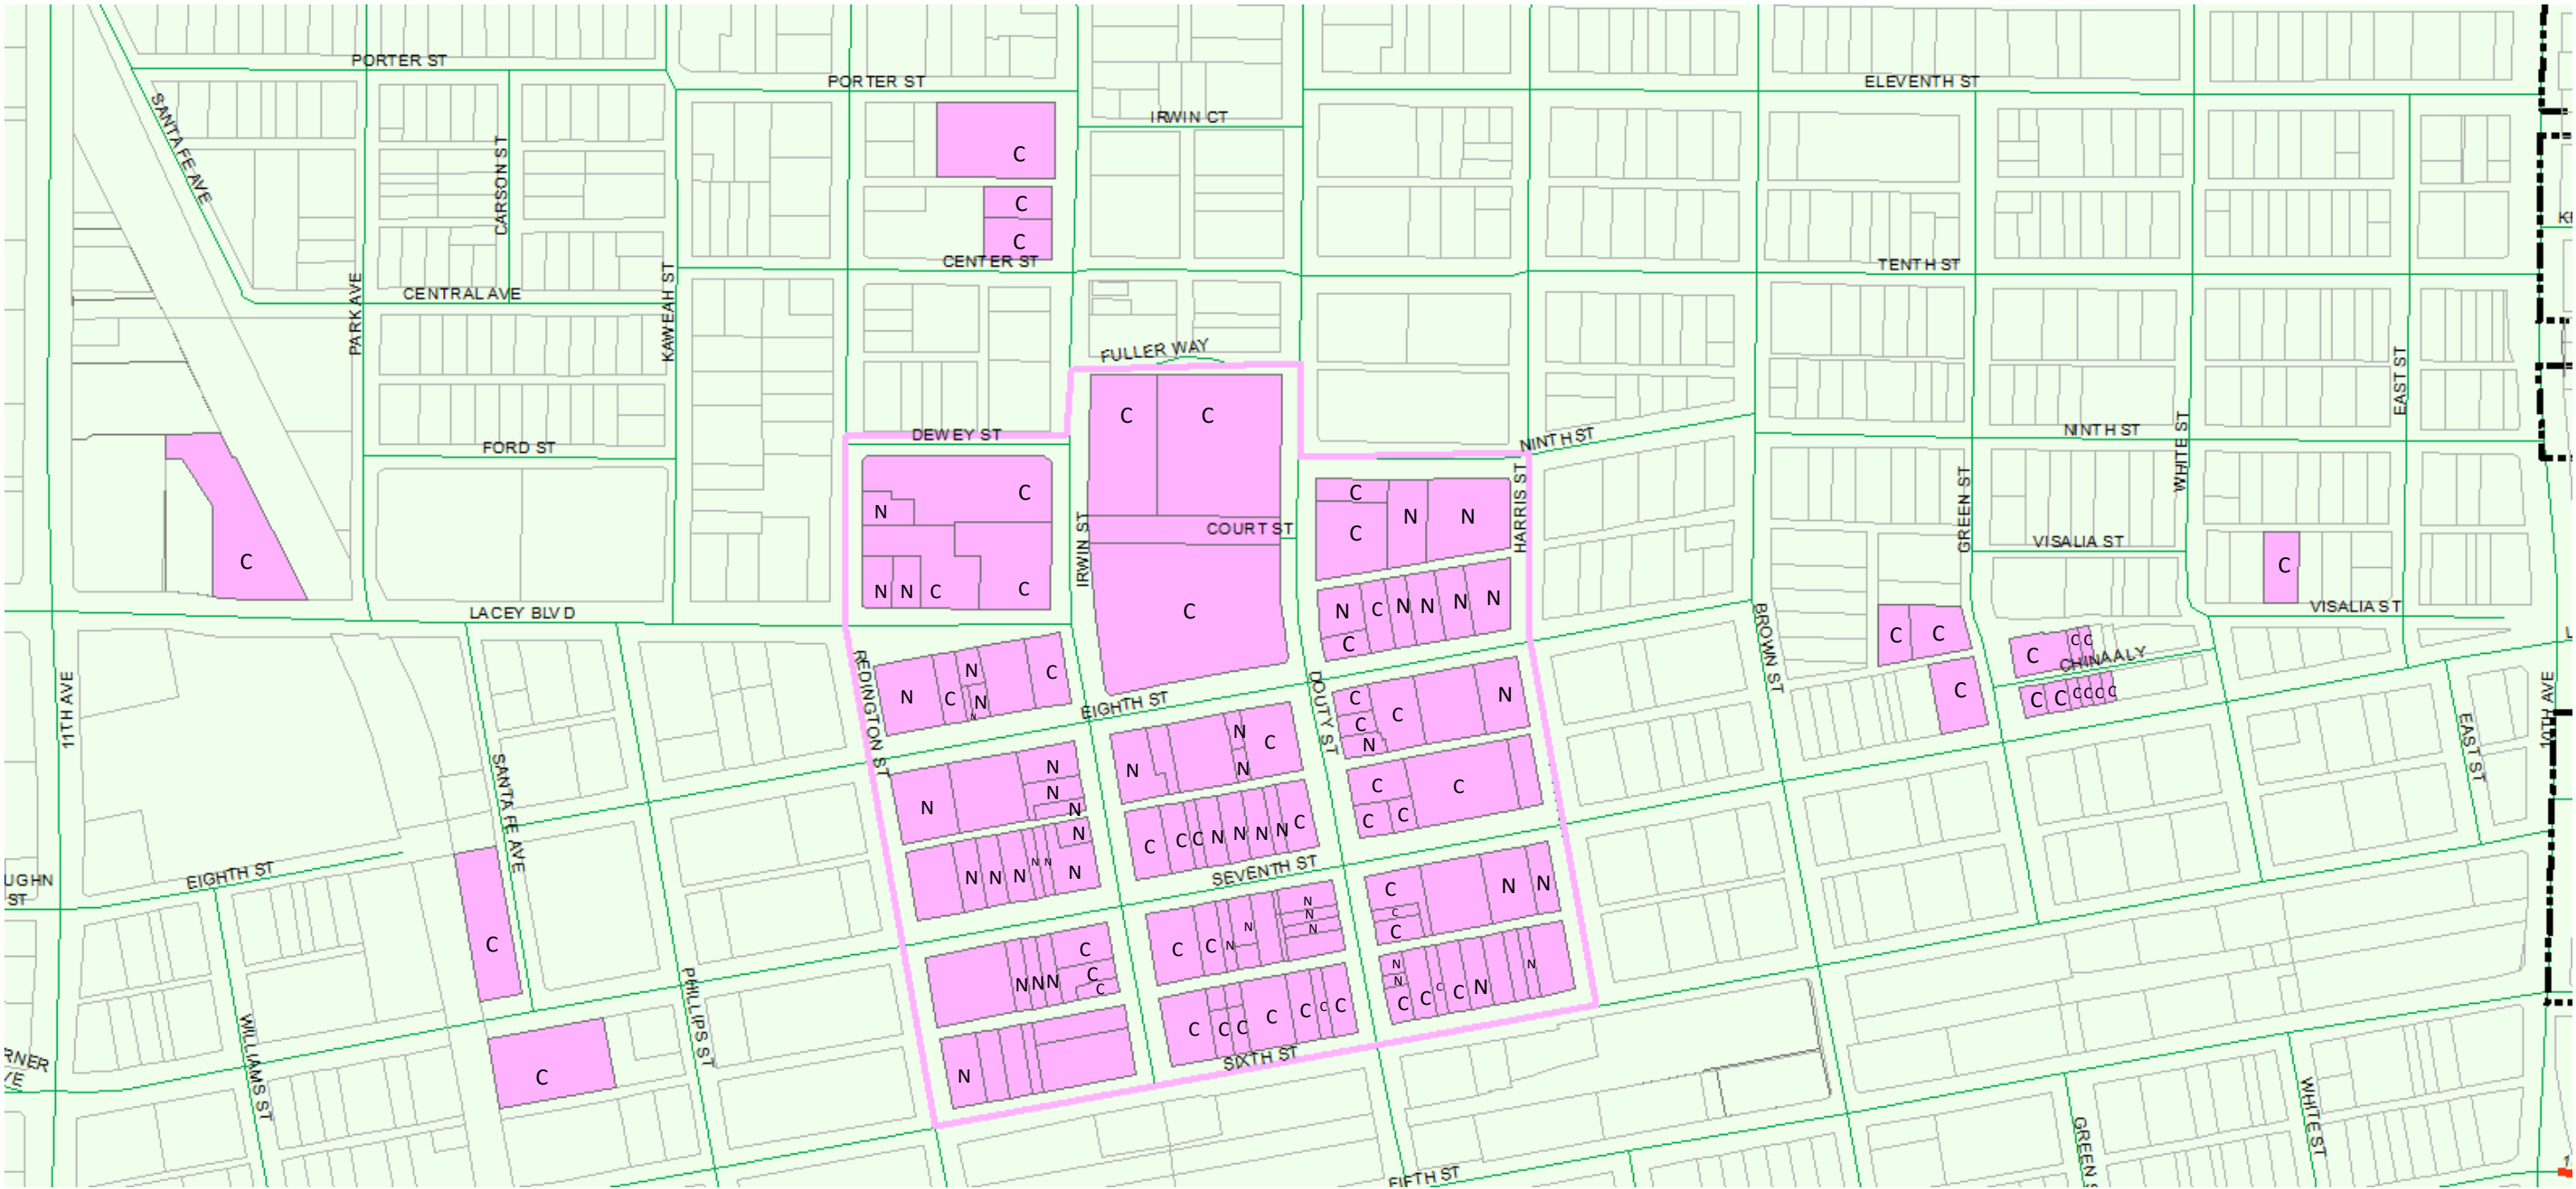 PORTER ST
PORTER ST
ELEVENTH ST
SANTA FE AVE
IRWIN CT
C
CARSON ST
C
C
CENTER ST
TENTH ST
CENTRAL AVE
PARK AVE
KAWEAH ST
FULLER WAY
EAST ST
C C
DEWEY ST
FORD ST
NINTH ST
NINTH ST
WHITE ST
C
N
C
C
N N
HARRIS ST
GREEN ST
COURT ST
IRWIN ST
VISALIA ST
C
C
N N C C
C
N C N N N N
C
LACEY BLVD
VISALIA ST
BROWN ST
C C
C
C C
CHINA ALY
C
C C C C C C
REDINGTON ST
N C N N N C
EIGHTH ST
DOUTY ST
C
C
N
C
N
11TH AVE
10TH AVE
EAST ST
SANTA FE AVE
N
N
N
N
N
N
N
C
C
C
C
C
N
N N N N N N
C C C N N N N C
SEVENTH ST
EIGHTH ST
UGHN
ST
C
C
C
C
N N
C
C
C
N N N
C C N N
N
N
N
N
N
C C C C N
N
PHILLIPS ST
WILLIAMS ST
C
N
C C C C C C C
SIXTH ST
RNER
VE
WHITE ST
GREEN S
FIFTH ST